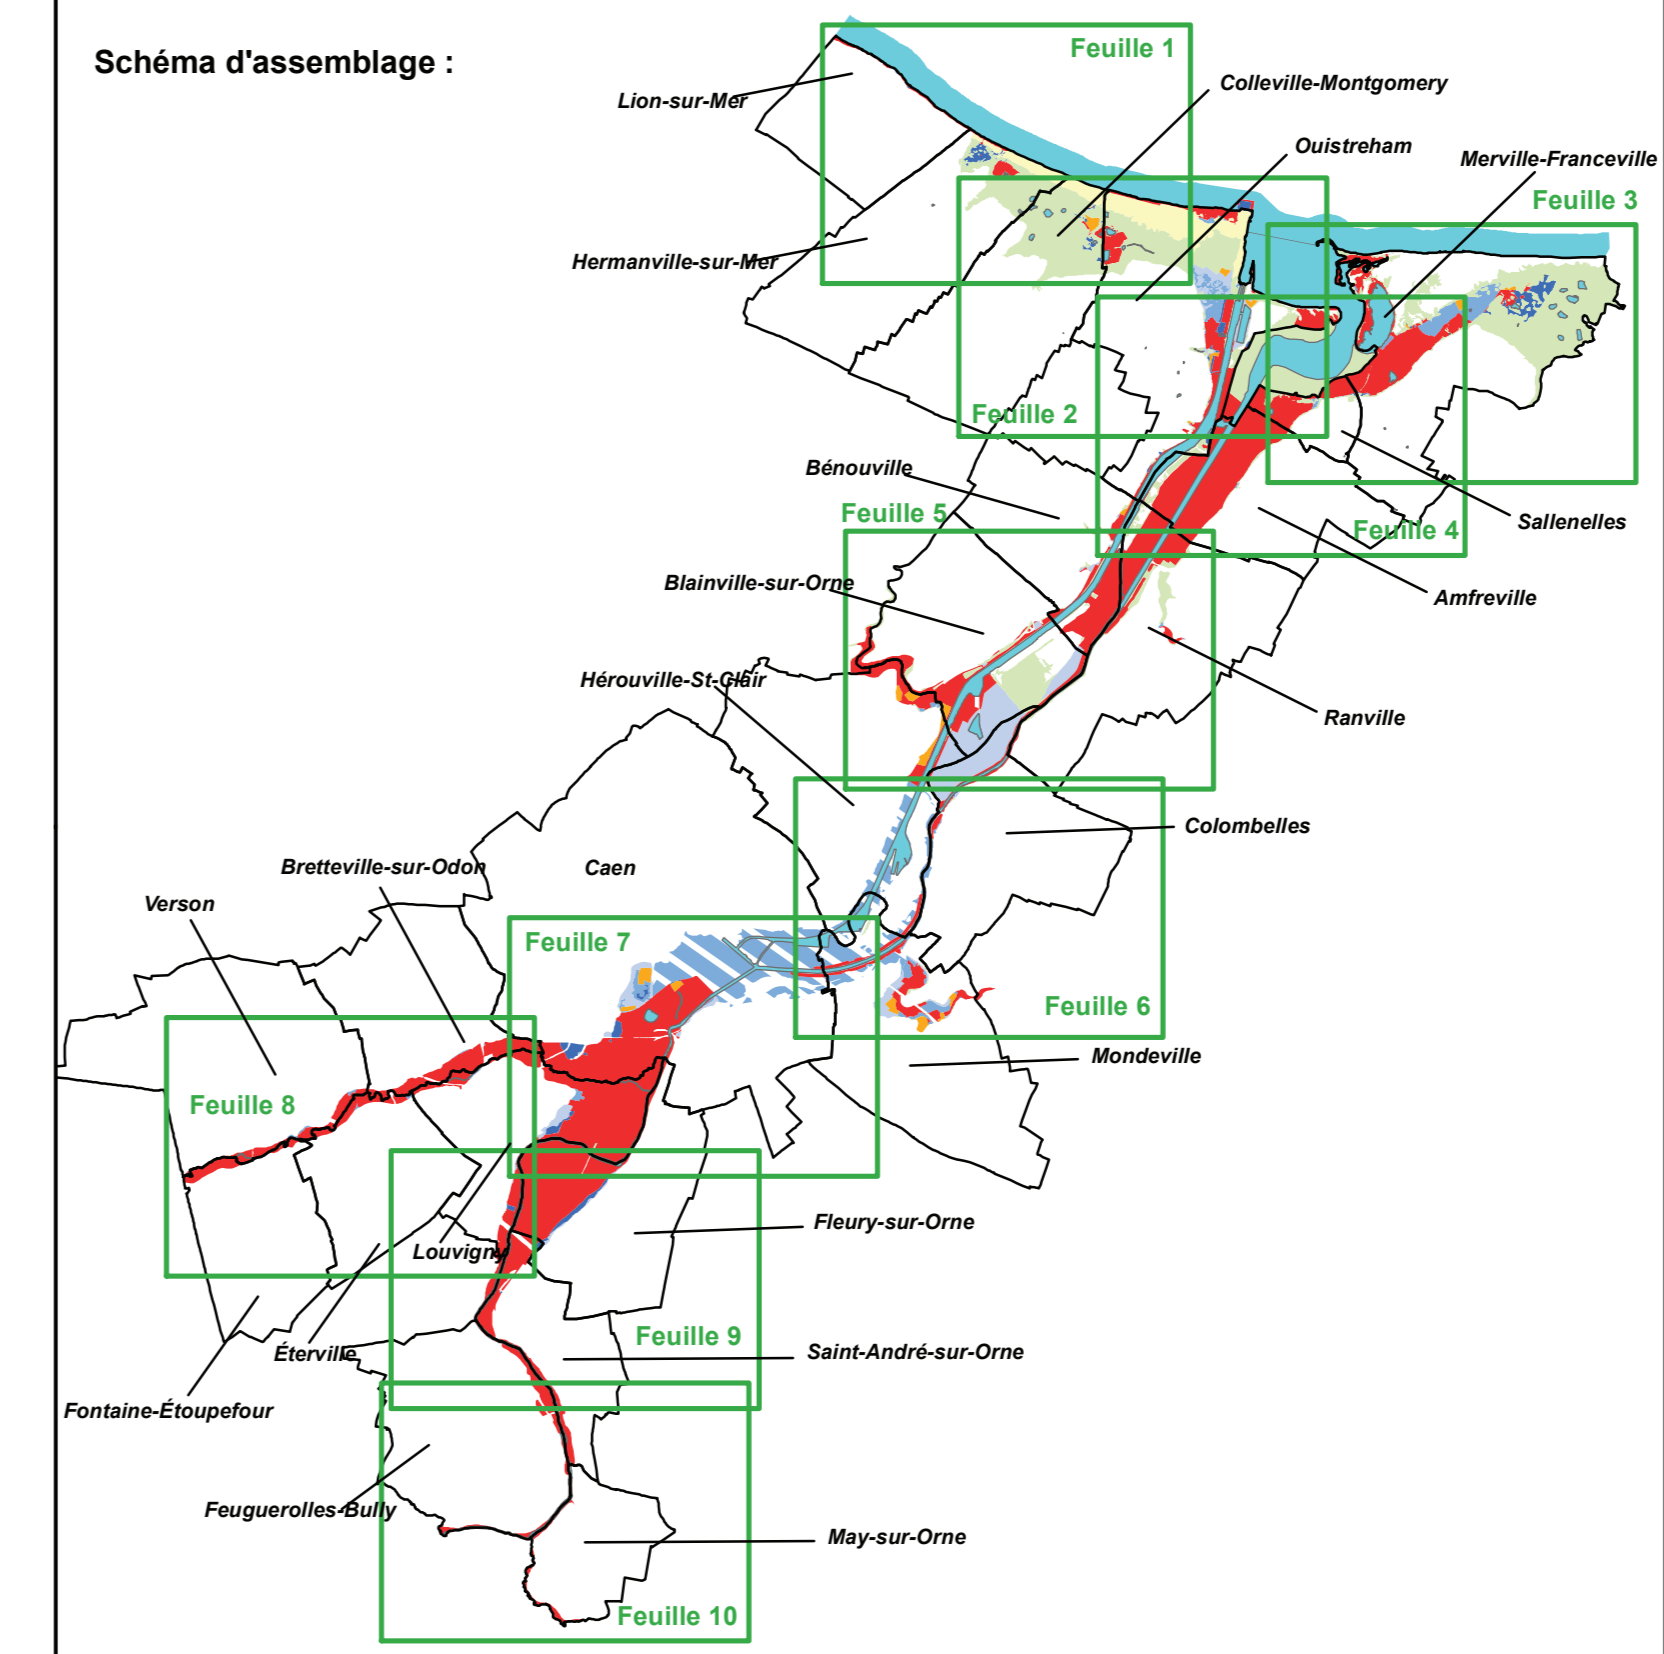 Schéma d'assemblage :
Feuille 1
Colleville-Montgomery
Lion-sur-Mer
Ouistreham
Merville-Franceville
Feuille 3
Hermanville-sur-Mer
Feuille 2
Bénouville
Feuille 5
Sallenelles
Feuille 4
Blainville-sur-Orne
Amfreville
Hérouville-St-Clair
Ranville
Colombelles
Bretteville-sur-Odon
Caen
Verson
Feuille 7
Feuille 6
Mondeville
Feuille 8
Fleury-sur-Orne
Louvigny
Feuille 9
Éterville
Saint-André-sur-Orne
Fontaine-Étoupefour
Feuguerolles-Bully
May-sur-Orne
Feuille 10